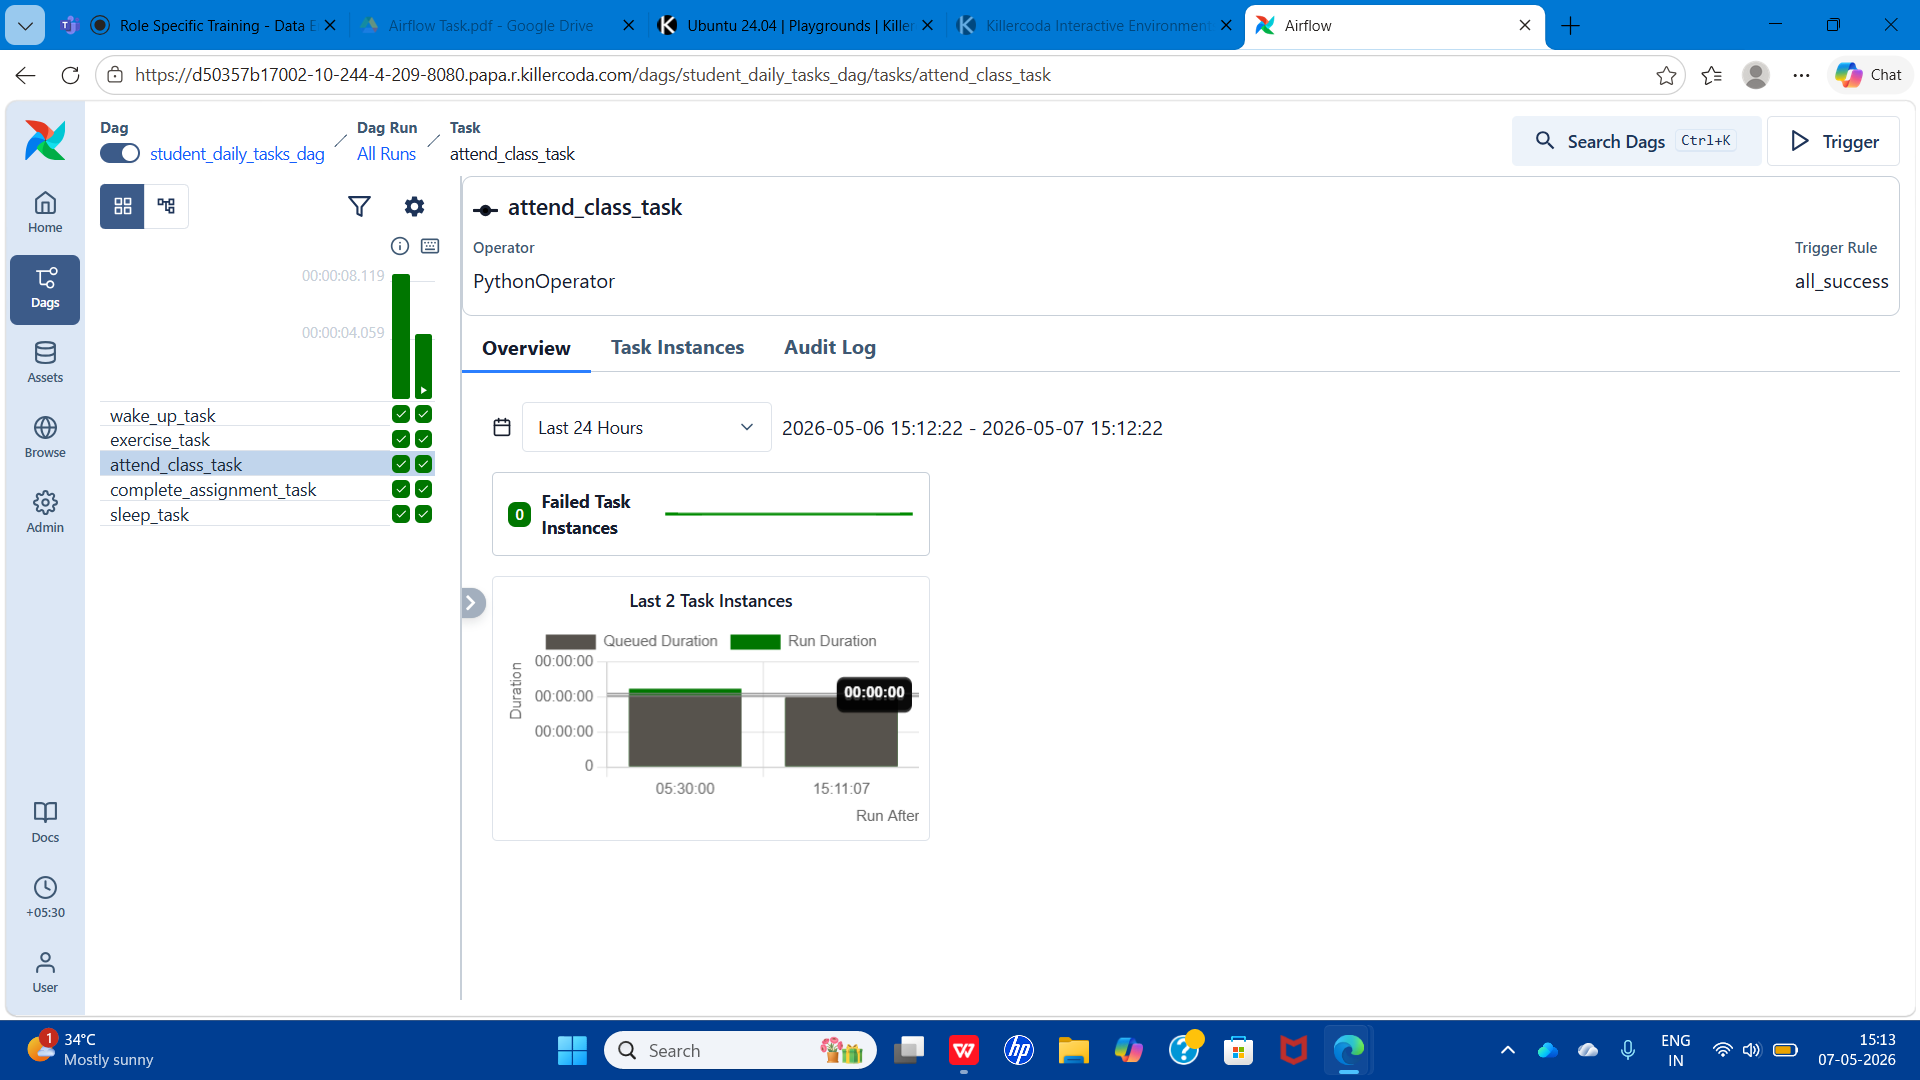 Role Specific Training - Data E
Airflow Task.pdf - Google Drive
Ubuntu 24.04 | Playgrounds | Killer
Killercoda Interactive Environment
Airflow
https://d50357b17002-10-244-4-209-8080.papa.r.killercoda.com/dags/student_daily_tasks_dag/tasks/attend_class_task
Chat
Dag
student_daily_tasks_dag
Dag Run
All Runs
Task
attend_class_task
Search Dags Ctrl+K
Trigger
Home
Dags
Assets
Browse
Admin
Docs
+05:30
User
00:00:08.119
00:00:04.059
wake_up_task
exercise_task
attend_class_task
complete_assignment_task
sleep_task
attend_class_task
Operator
PythonOperator
Trigger Rule
all_success
Overview
Task Instances
Audit Log
Last 24 Hours
2026-05-06 15:12:22 - 2026-05-07 15:12:22
0
Failed Task
Instances
Last 2 Task Instances
Queued Duration
Run Duration
Duration
00:00:00
00:00:00
00:00:00
0
00:00:00
05:30:00
15:11:07
Run After
1
34°C
Mostly sunny
Search
ENG
IN
15:13
07-05-2026